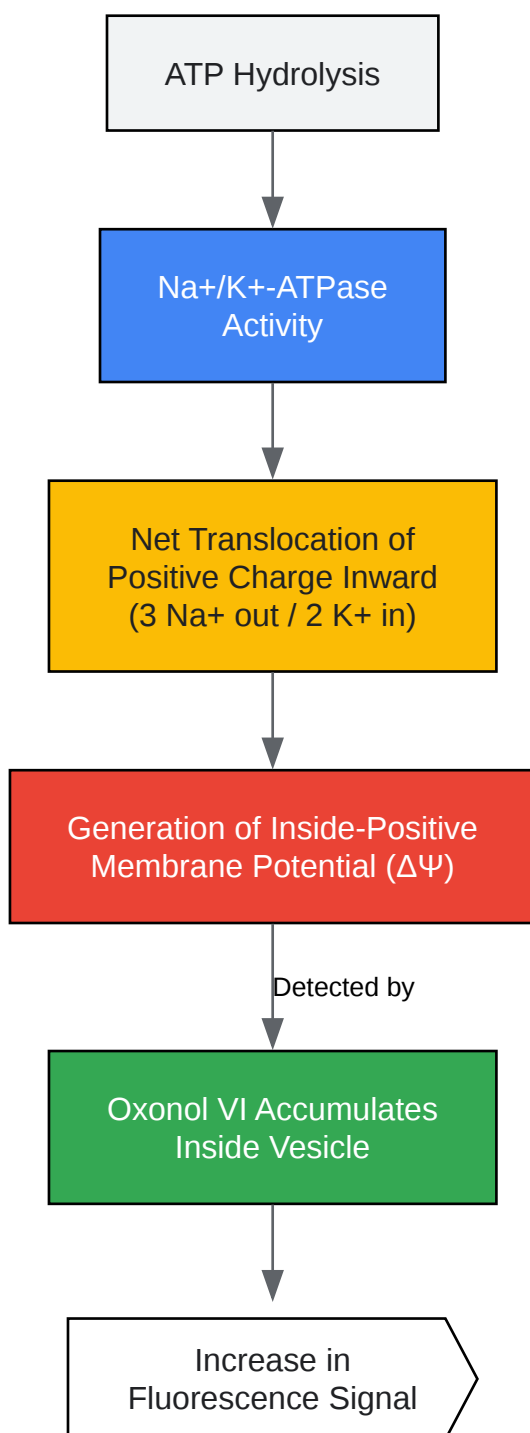 ATP Hydrolysis
Na+/K+-ATPase
Activity
Net Translocation of
Positive Charge Inward
(3 Na+ out / 2 K+ in)
Generation of Inside-Positive
Membrane Potential (ΔΨ)
Detected by
Oxonol VI Accumulates
Inside Vesicle
Increase in
Fluorescence Signal